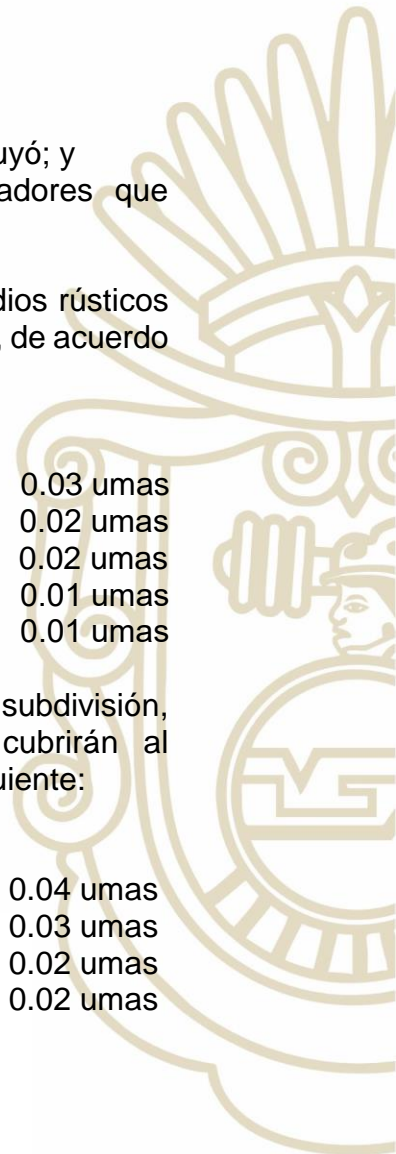 uyó; y
adores que
dios rústicos
, de acuerdo
0.03 umas
0.02 umas
0.02 umas
0.01 umas
0.01 umas
subdivisión,
cubrirán al
uiente:
0.04 umas
0.03 umas
0.02 umas
0.02 umas